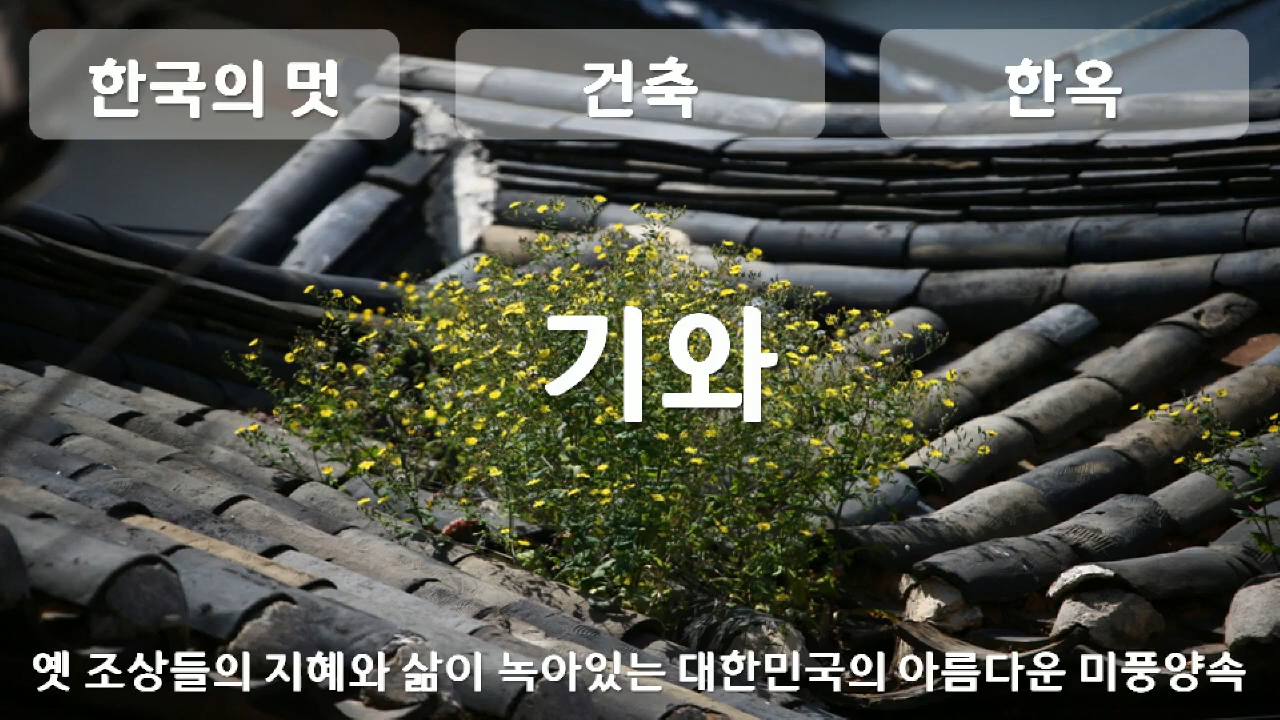 한국의 멋
건축
한옥
기와
옛 조상들의 지혜와 삶이 녹아있는 대한민국의 아름다운 미풍양속